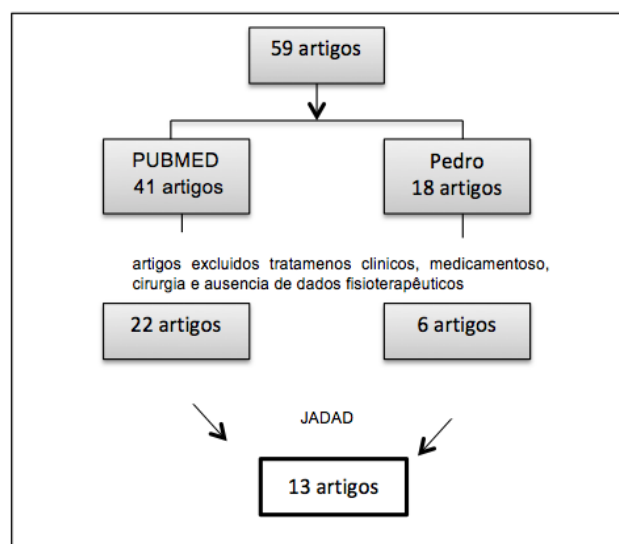 59 artigos
PUBMED
41 artigos
Pedro
18 artigos
artigos excluidos tratamenos clinicos, medicamentoso,
cirurgia e ausencia de dados fisioterapêuticos
22 artigos
6 artigos
JADAD
13 artigos